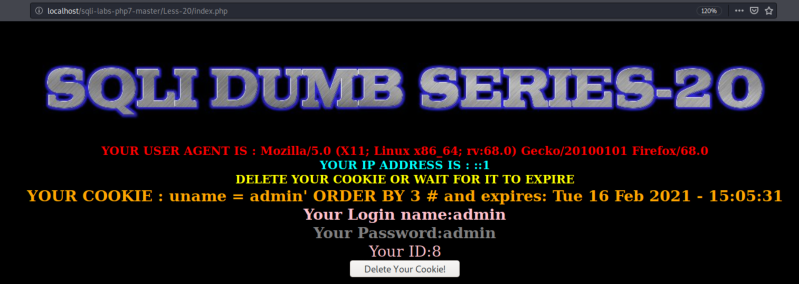 localhost/sqli-labs-php7-master/Less-20/index.php
120%
SQLI DUMB SERIES-20
YOUR USER AGENT IS : Mozilla/5.0 (X11; Linux x86_64; rv:68.0) Gecko/20100101 Firefox/68.0
YOUR IP ADDRESS IS : ::1
DELETE YOUR COOKIE OR WAIT FOR IT TO EXPIRE
YOUR COOKIE : uname = admin' ORDER BY 3 # and expires: Tue 16 Feb 2021 - 15:05:31
Your Login name:admin
Your Password:admin
Your ID:8
Delete Your Cookie!